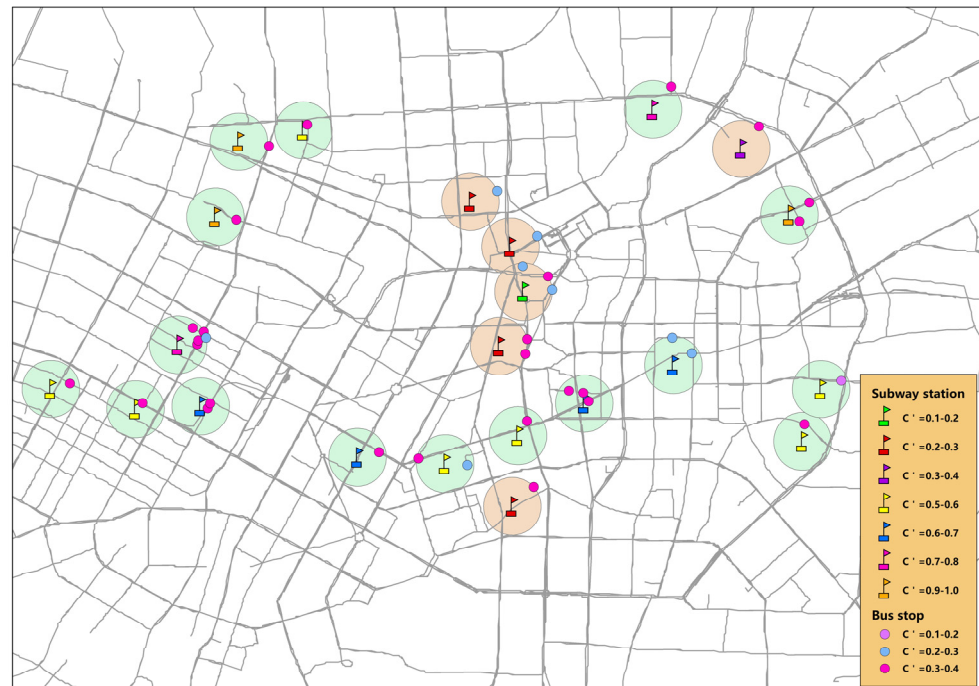 Subway station
C ' =0.1-0.2
C ' =0.2-0.3
C ' =0.3-0.4
C ' =0.5-0.6
C ' =0.6-0.7
C ' =0.7-0.8
C ' =0.9-1.0
Bus stop
C ' =0.1-0.2
C ' =0.2-0.3
C ' =0.3-0.4